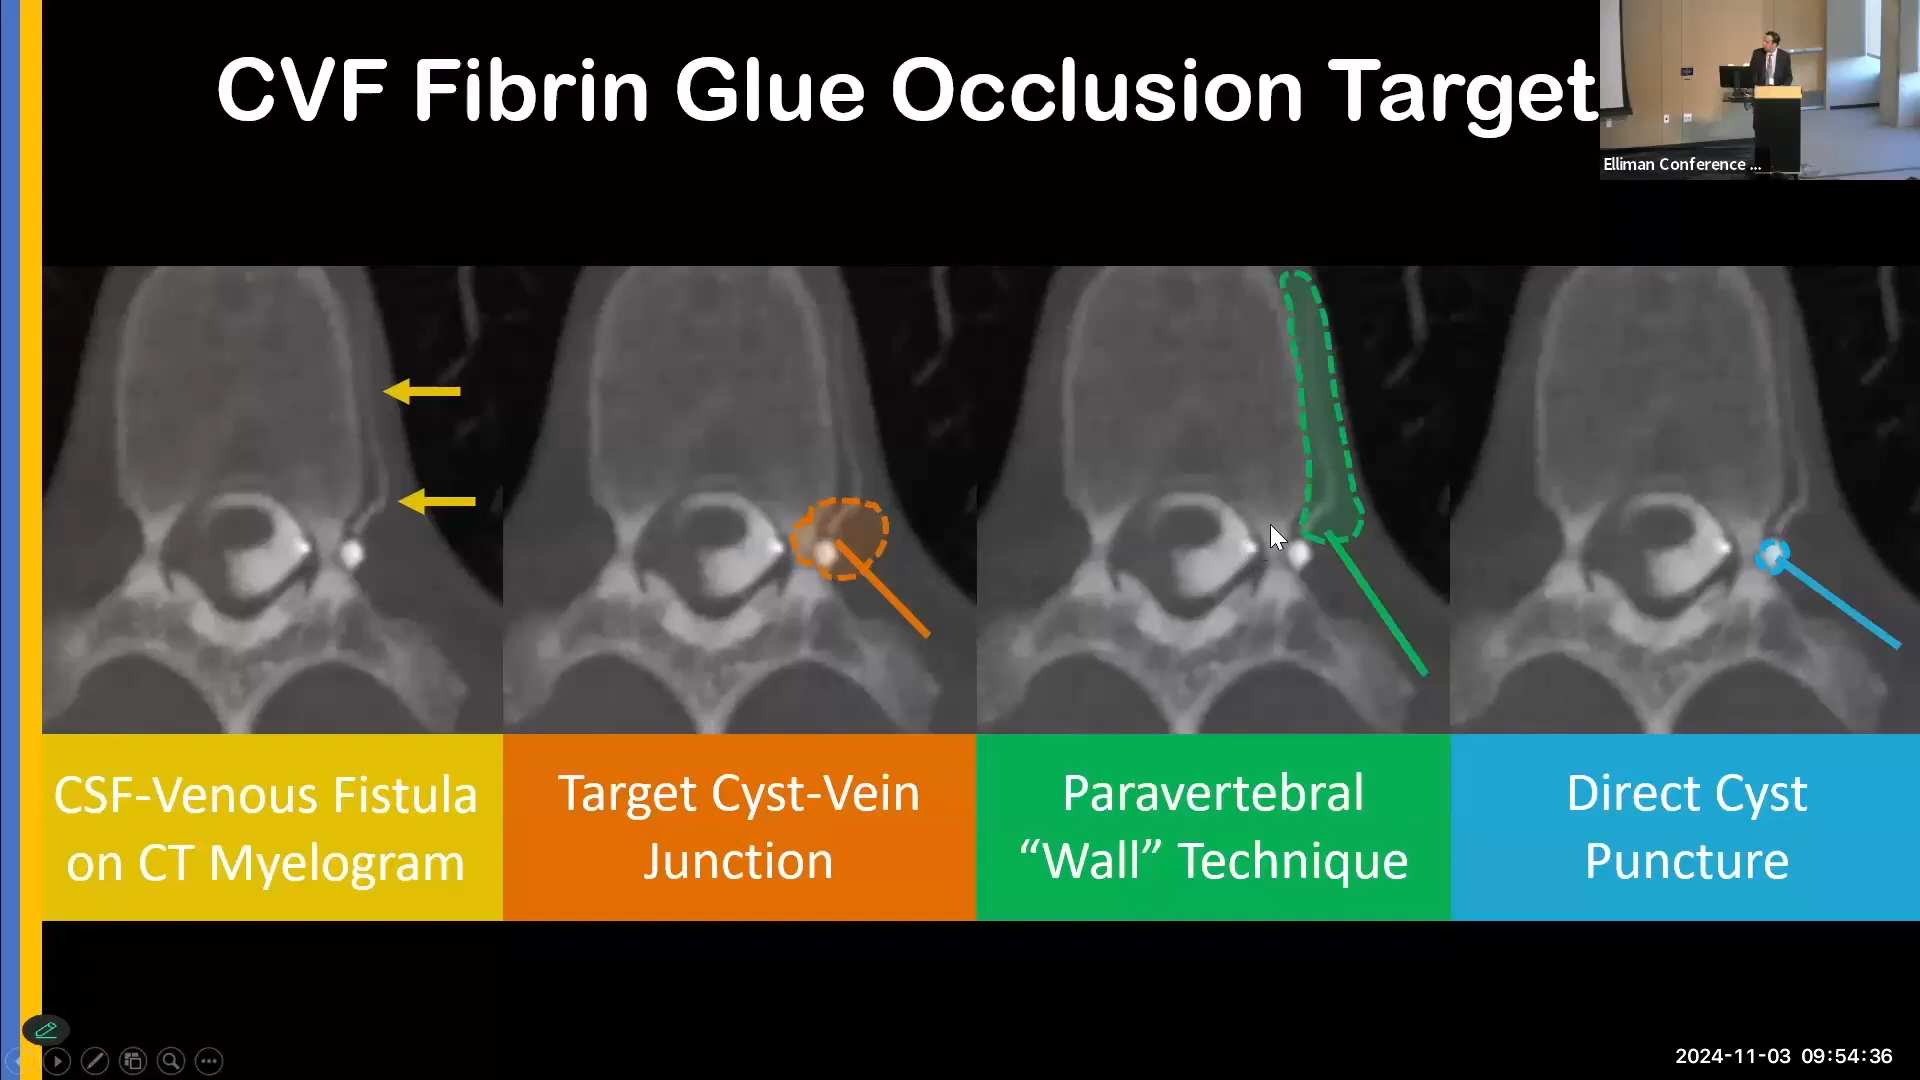 CVF Fibrin Glue Occlusion Target
Elliman Conference ...
CSF-Venous Fistula
on CT Myelogram
Target Cyst-Vein
Junction
Paravertebral
“Wall” Technique
Direct Cyst
Puncture
2024-11-03 09:54:36